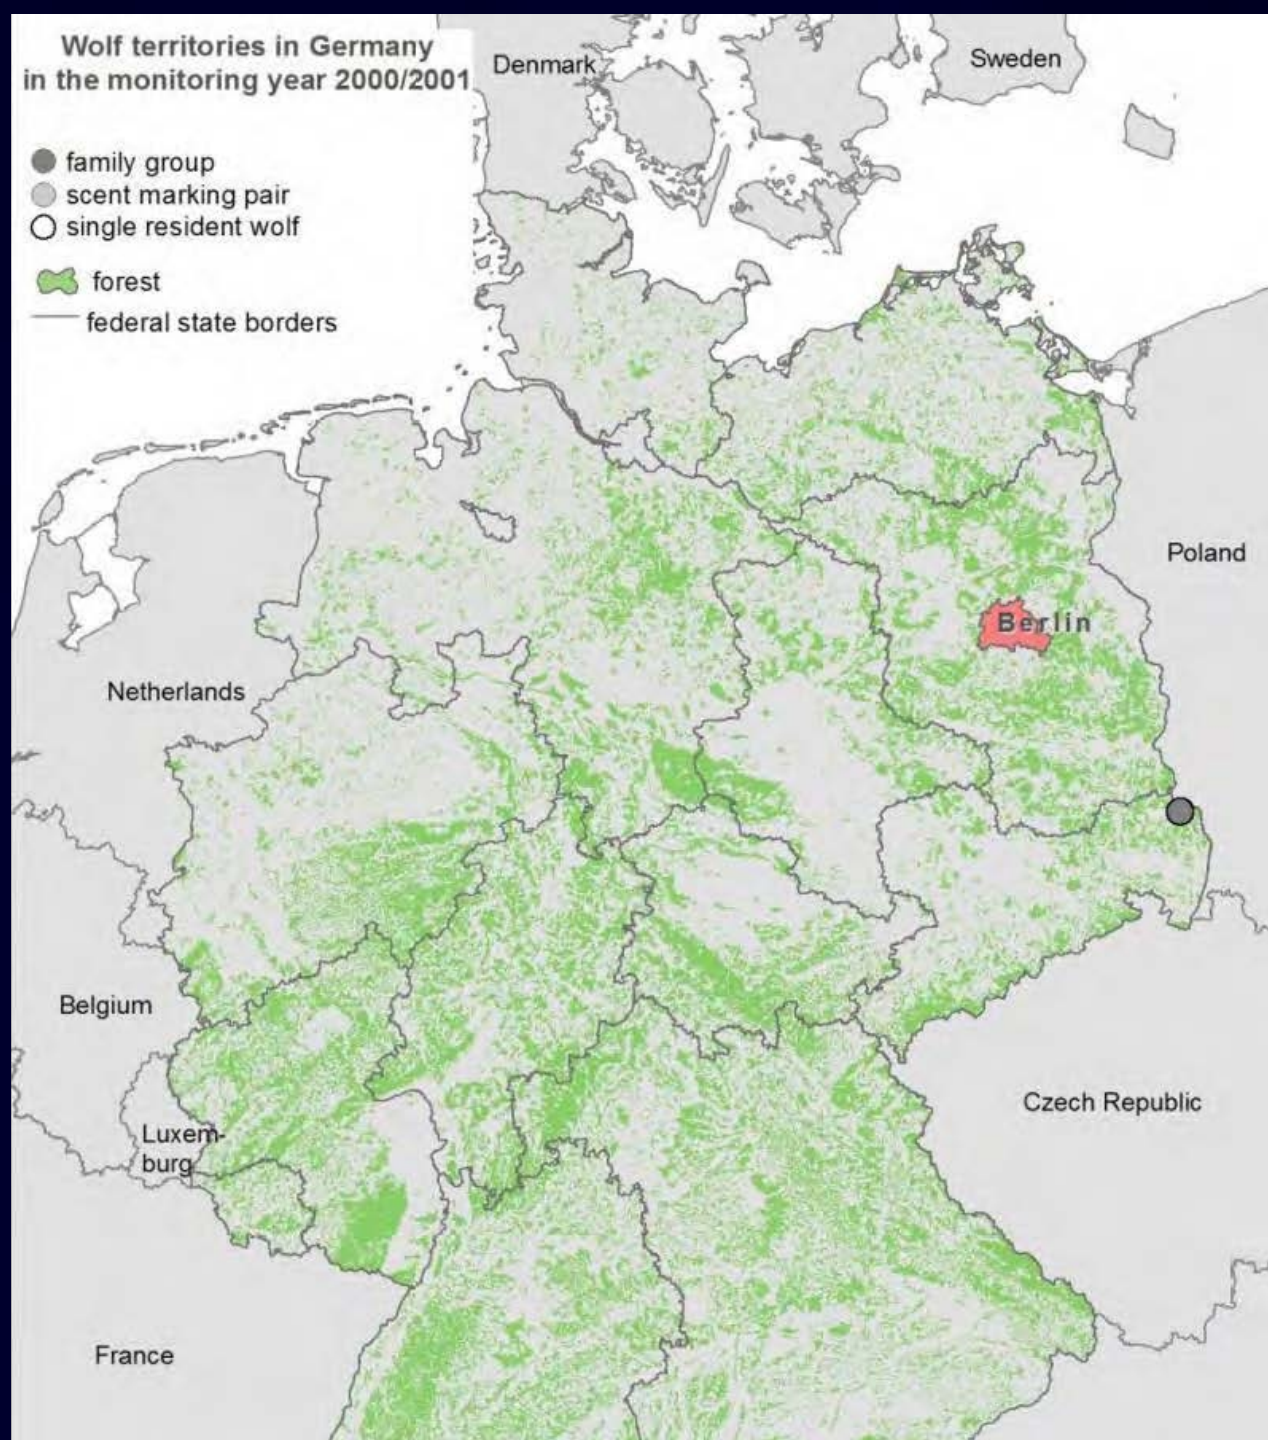 Wolf territories in Germany
in the monitoring year 2000/2001
family group
scent marking pair
single resident wolf
forest
federal state borders
Denmark
Sweden
Poland
Berlin
Netherlands
Belgium
Czech Republic
Luxem-
burg
France